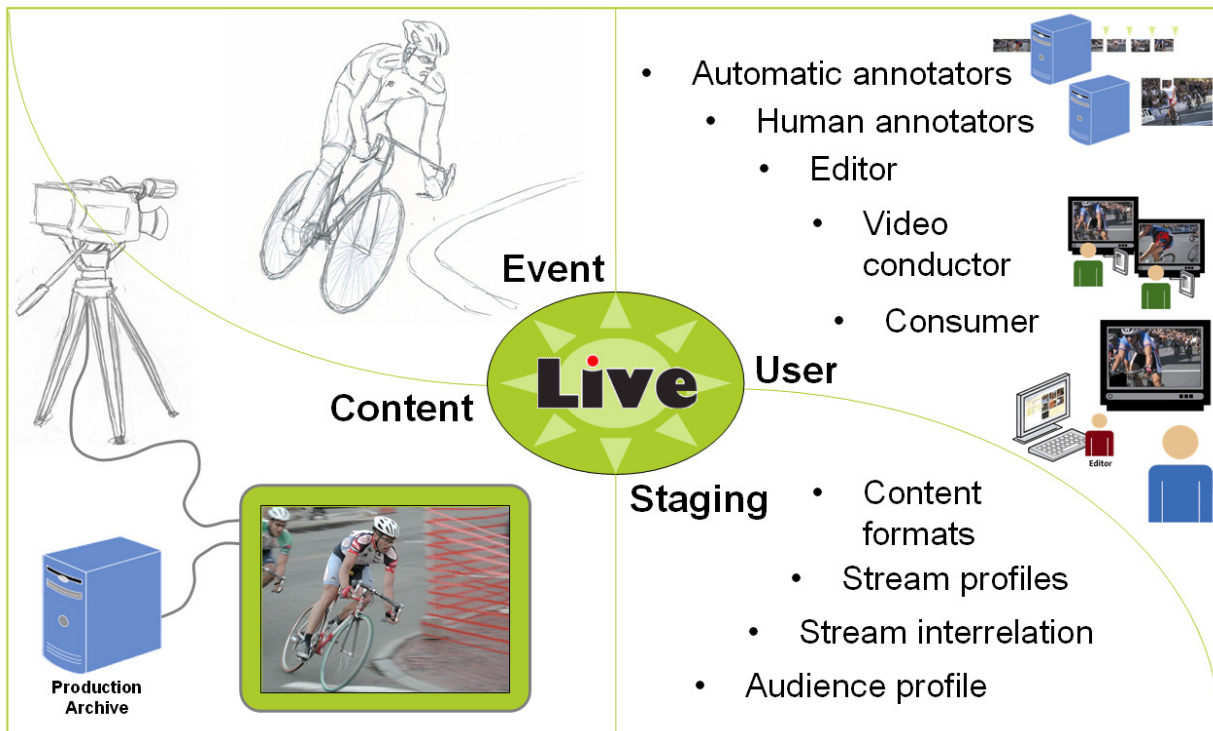 • Automatic annotators
• Human annotators
• Editor
• Video
conductor
• Consumer
Event
Live
User
Content
Editor
Staging
• Content
formats
• Stream profiles
• Stream interrelation
• Audience profile
Production
Archive